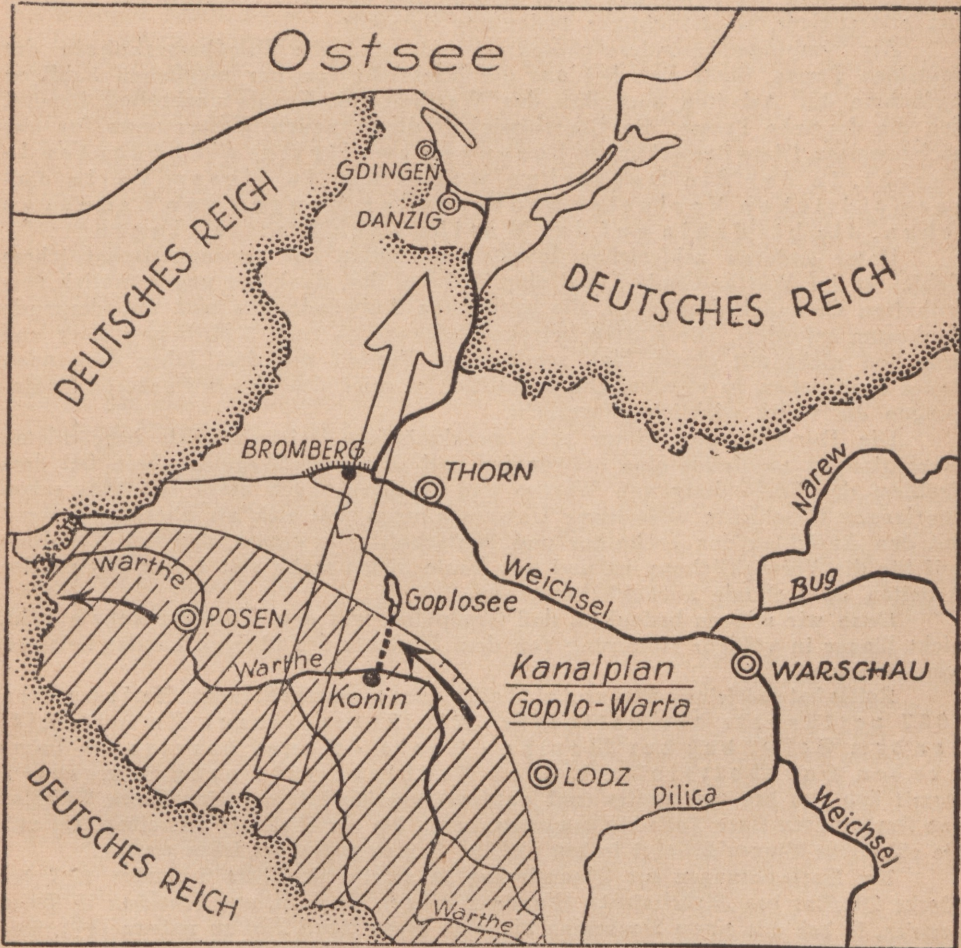 Ostsee
GDINGEN
DANZIG
DEUTSCHES REICH
DEUTSCHES REICH
BROMBERG
THORN
Narew
Weichsel
Bug
Warthe
Goplosee
POSEN
Warthe
Konin
Kanalplan
Goplo-Warta
WARSCHAU
LODZ
Pilica
Weichsel
DEUTSCHES REICH
Warthe